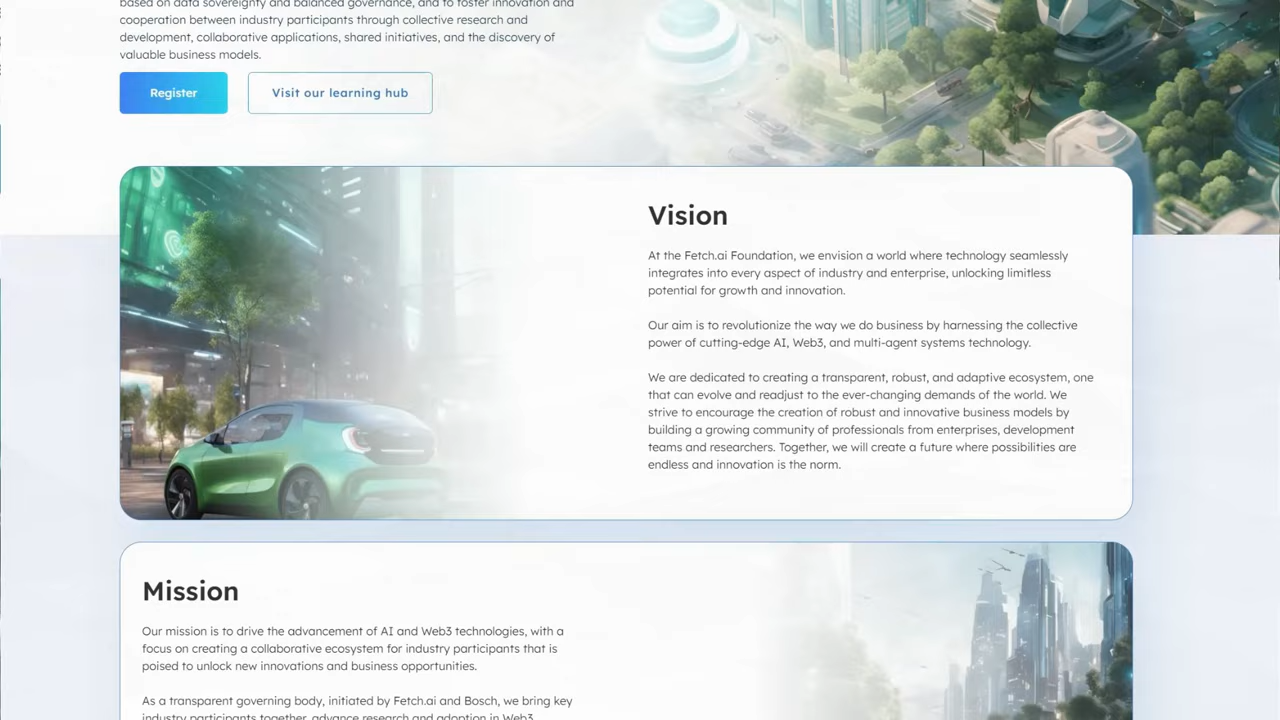 based on data sovereignty and balanced governance, and to foster innovation and
cooperation between industry participants through collective research and
development, collaborative applications, shared initiatives, and the discovery of
valuable business models.
Register
Visit our learning hub
Vision
At the Fetch.ai Foundation, we envision a world where technology seamlessly
integrates into every aspect of industry and enterprise, unlocking limitless
potential for growth and innovation.
Our aim is to revolutionize the way we do business by harnessing the collective
power of cutting-edge AI, Web3, and multi-agent systems technology.
We are dedicated to creating a transparent, robust, and adaptive ecosystem, one
that can evolve and readjust to the ever-changing demands of the world. We
strive to encourage the creation of robust and innovative business models by
building a growing community of professionals from enterprises, development
teams and researchers. Together, we will create a future where possibilities are
endless and innovation is the norm.
Mission
Our mission is to drive the advancement of AI and Web3 technologies, with a
focus on creating a collaborative ecosystem for industry participants that is
poised to unlock new innovations and business opportunities.
As a transparent governing body, initiated by Fetch.ai and Bosch, we bring key
industry participants together, advance research and adoption in Web3,